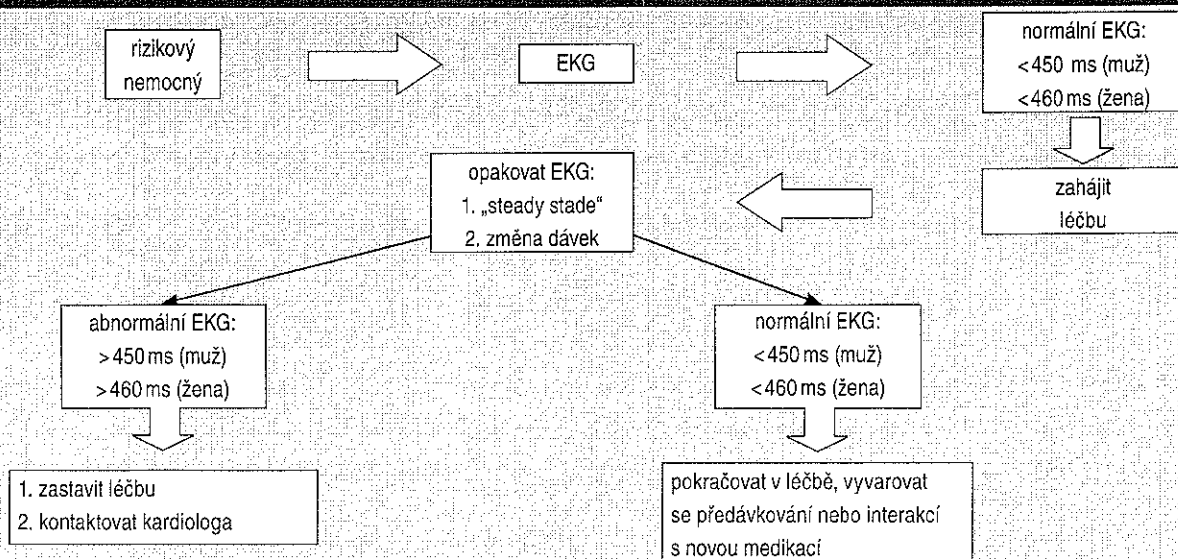 rizikový
nemocný
EKG
normální EKG:
<450 ms (muž)
<460 ms (žena)
zahájit
léčbu
opakovat EKG:
1. „steady stade“
2. změna dávek
abnormální EKG:
>450 ms (muž)
>460 ms (žena)
normální EKG:
<450 ms (muž)
<460 ms (žena)
1. zastavit léčbu
2. kontaktovat kardiologa
pokračovat v léčbě, vyvarovat
se předávkování nebo interakcí
s novou medikací